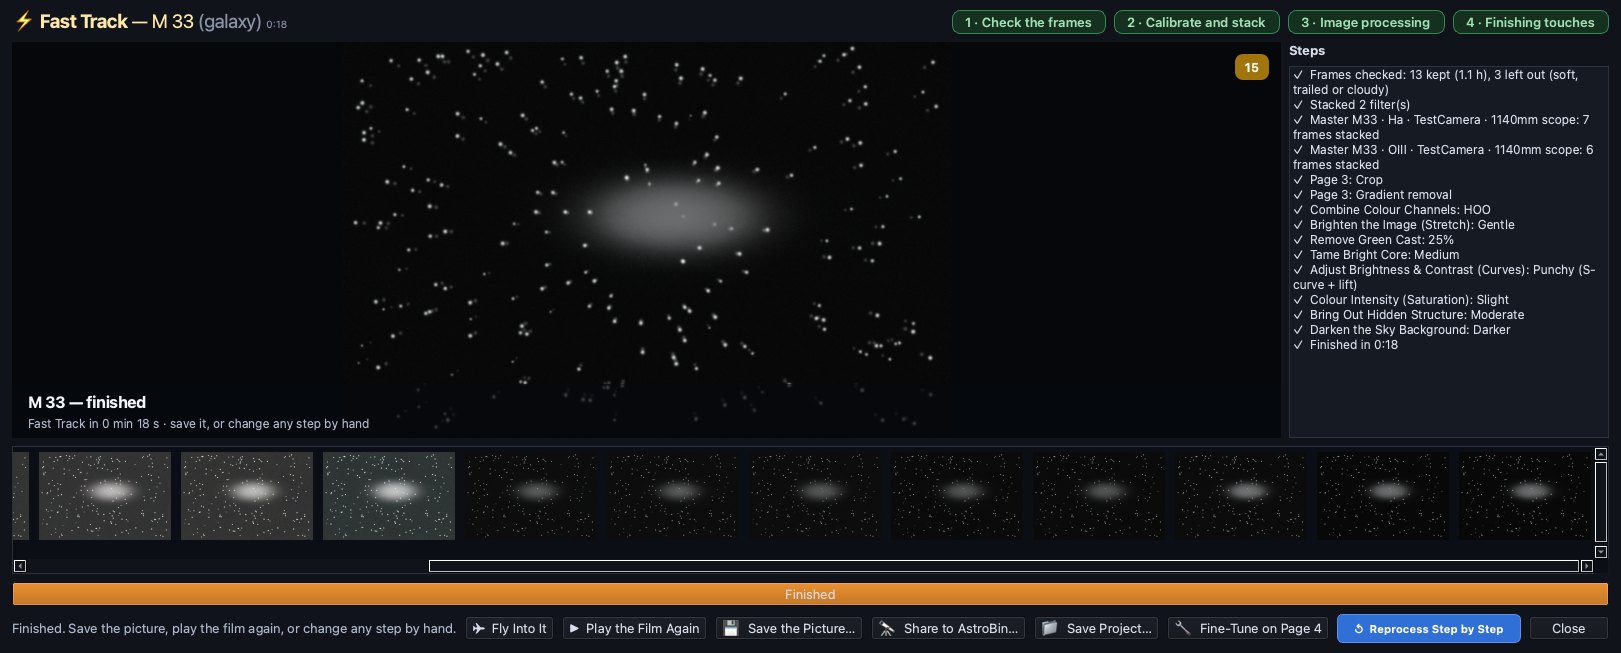 ⚡ Fast Track — M 33 (galaxy) 0:18
1 · Check the frames
2 · Calibrate and stack
3 · Image processing
4 · Finishing touches
15
M 33 — finished
Fast Track in 0 min 18 s · save it, or change any step by hand
Steps
✓ Frames checked: 13 kept (1.1 h), 3 left out (soft,
trailed or cloudy)
✓ Stacked 2 filter(s)
✓ Master M33 · Ha · TestCamera · 1140mm scope: 7
frames stacked
✓ Master M33 · OIII · TestCamera · 1140mm scope: 6
frames stacked
✓ Page 3: Crop
✓ Page 3: Gradient removal
✓ Combine Colour Channels: HOO
✓ Brighten the Image (Stretch): Gentle
✓ Remove Green Cast: 25%
✓ Tame Bright Core: Medium
✓ Adjust Brightness & Contrast (Curves): Punchy (S-
curve + lift)
✓ Colour Intensity (Saturation): Slight
✓ Bring Out Hidden Structure: Moderate
✓ Darken the Sky Background: Darker
✓ Finished in 0:18
Finished
Finished. Save the picture, play the film again, or change any step by hand.
Fly Into It
Play the Film Again
Save the Picture...
Share to AstroBin...
Save Project...
Fine-Tune on Page 4
Reprocess Step by Step
Close